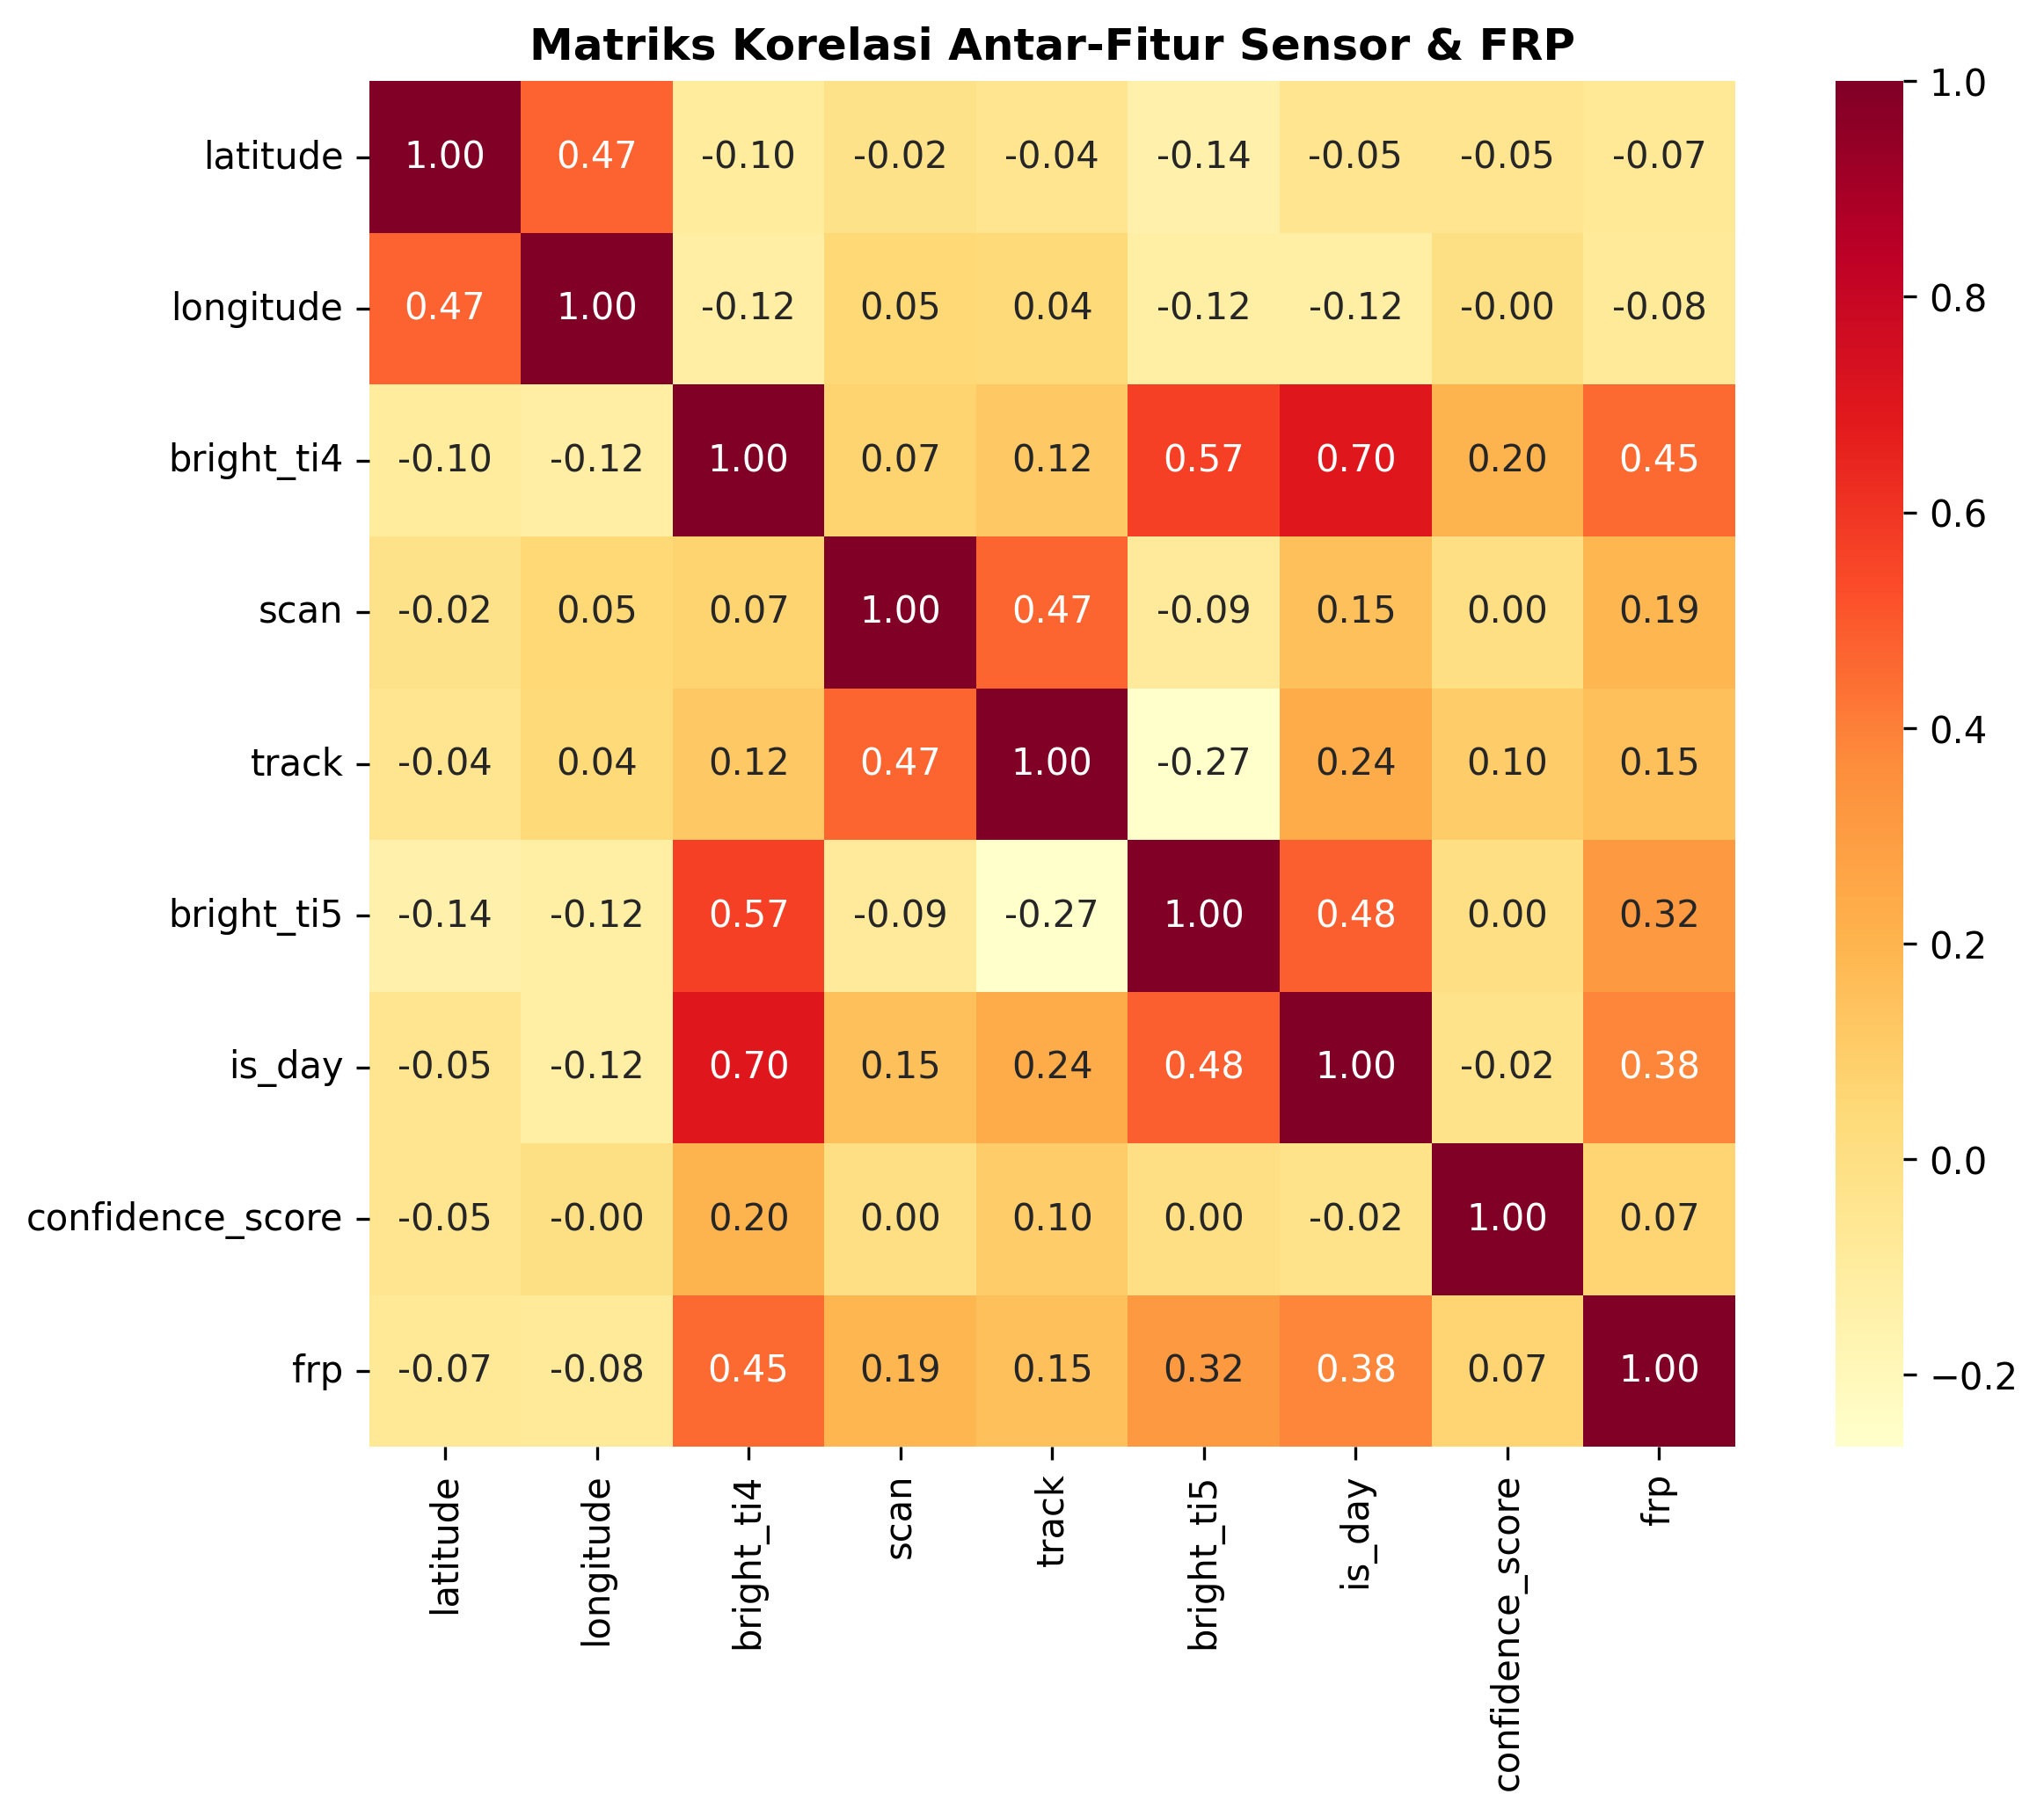 Matriks Korelasi Antar-Fitur Sensor & FRP
latitude 1.00 0.47 -0.10 -0.02 -0.04 -0.14 -0.05 -0.05 -0.07
longitude 0.47 1.00 -0.12 0.05 0.04 -0.12 -0.12 -0.00 -0.08
bright_ti4 -0.10 -0.12 1.00 0.07 0.12 0.57 0.70 0.20 0.45
scan -0.02 0.05 0.07 1.00 0.47 -0.09 0.15 0.00 0.19
track -0.04 0.04 0.12 0.47 1.00 -0.27 0.24 0.10 0.15
bright_ti5 -0.14 -0.12 0.57 -0.09 -0.27 1.00 0.48 0.00 0.32
is_day -0.05 -0.12 0.70 0.15 0.24 0.48 1.00 -0.02 0.38
confidence_score -0.05 -0.00 0.20 0.00 0.10 0.00 -0.02 1.00 0.07
frp -0.07 -0.08 0.45 0.19 0.15 0.32 0.38 0.07 1.00
latitude
longitude
bright_ti4
scan
track
bright_ti5
is_day
confidence_score
frp
1.0
0.8
0.6
0.4
0.2
0.0
−0.2